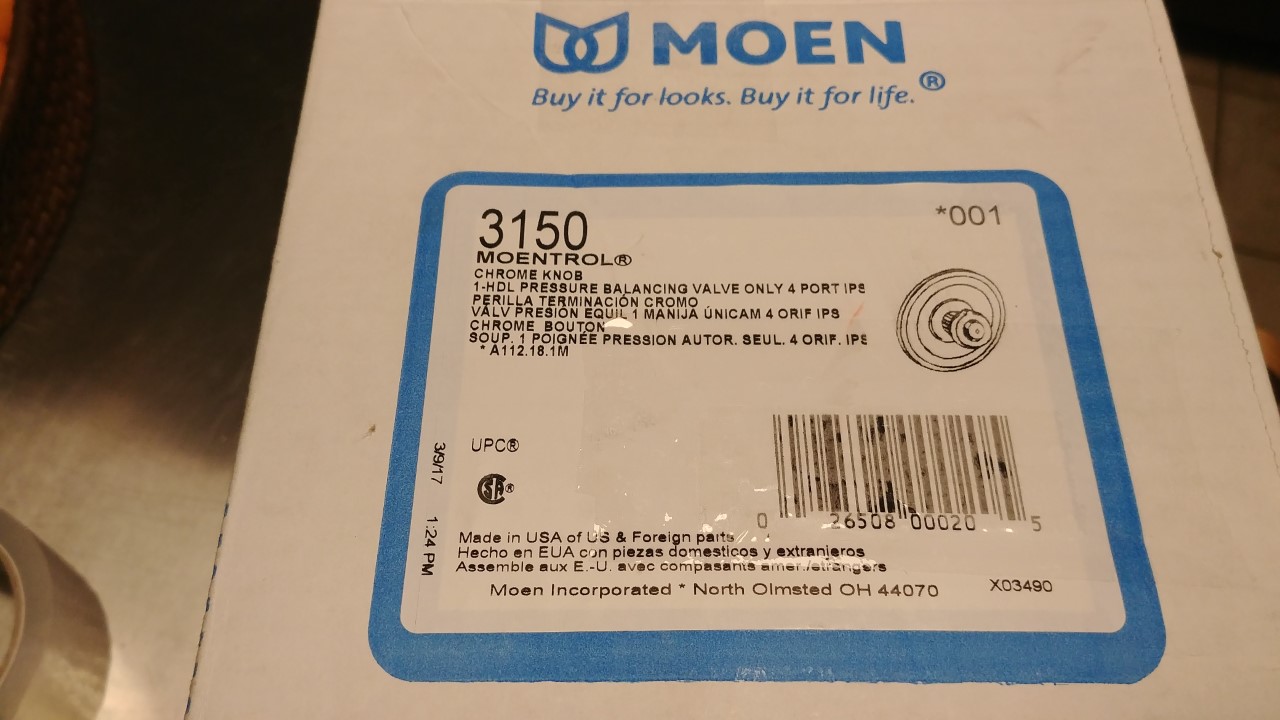 MOEN
Buy it for looks. Buy it for life.®
3150
*001
MOENTROL®
CHROME KNOB
1-HDL PRESSURE BALANCING VALVE ONLY 4 PORT IPS
PERILLA TERMINACIÓN CROMO
VÁLV PRESIÓN EQUIL 1 MANIJA ÚNICAM 4 ORIF IPS
CHROME BOUTON
SOUP. 1 POIGNÉE PRESSION AUTOR. SEUL. 4 ORIF. IPS
* A112.18.1M
UPC®
SA®
3/9/17 1:24 PM
0 26508 00020 5
Made in USA of US & Foreign parts
Hecho en EUA con piezas domesticos y extranjeros
Assemble aux E.-U. avec compasants amer./etrangers
Moen Incorporated * North Olmsted OH 44070
X03490